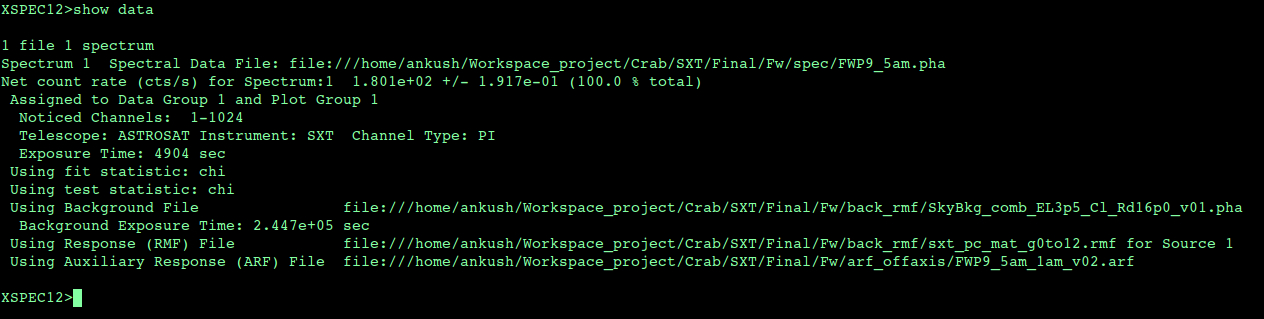 XSPEC12>show data
1 file 1 spectrum
Spectrum 1  Spectral Data File: file:///home/ankush/Workspace_project/Crab/SXT/Final/Fw/spec/FWP9_5am.pha
Net count rate (cts/s) for Spectrum:1  1.801e+02 +/- 1.917e-01 (100.0 % total)
 Assigned to Data Group 1 and Plot Group 1
  Noticed Channels:  1-1024
  Telescope: ASTROSAT Instrument: SXT  Channel Type: PI
  Exposure Time: 4904 sec
 Using fit statistic: chi
 Using test statistic: chi
 Using Background File                file:///home/ankush/Workspace_project/Crab/SXT/Final/Fw/back_rmf/SkyBkg_comb_EL3p5_Cl_Rd16p0_v01.pha
  Background Exposure Time: 2.447e+05 sec
 Using Response (RMF) File            file:///home/ankush/Workspace_project/Crab/SXT/Final/Fw/back_rmf/sxt_pc_mat_g0to12.rmf for Source 1
 Using Auxiliary Response (ARF) File  file:///home/ankush/Workspace_project/Crab/SXT/Final/Fw/arf_offaxis/FWP9_5am_1am_v02.arf
XSPEC12>